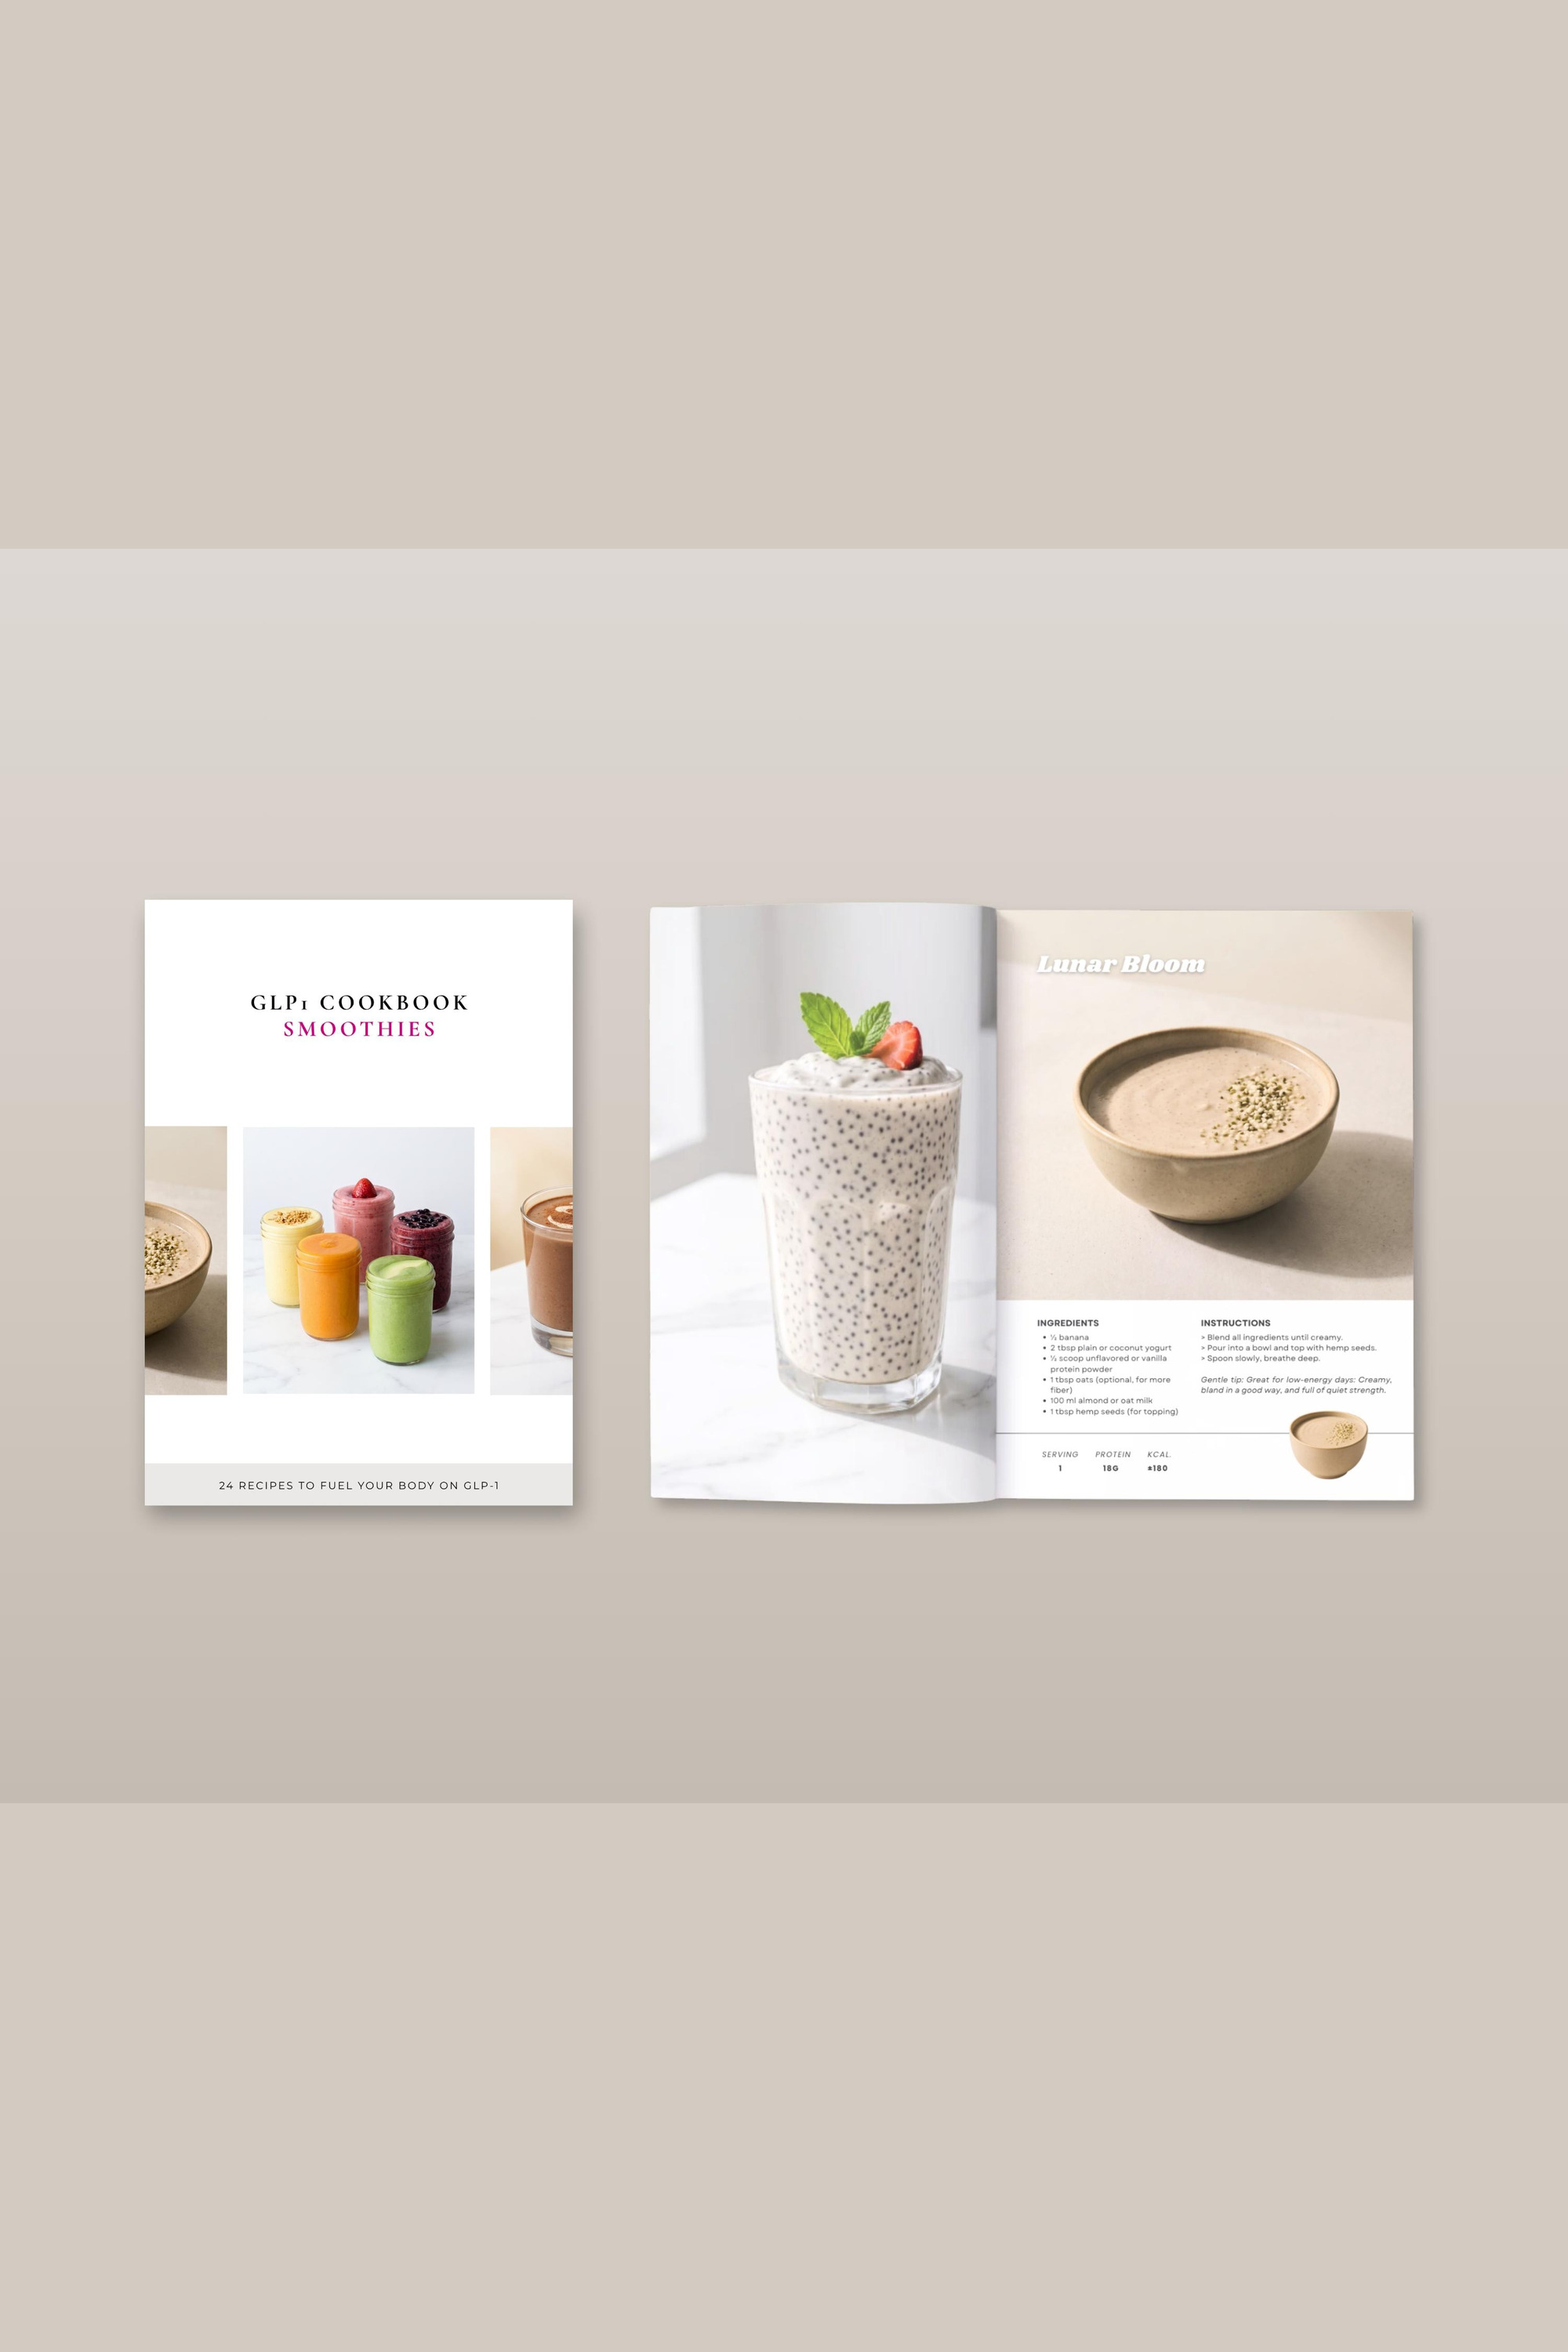 GLP1 COOKBOOK
SMOOTHIES
24 RECIPES TO FUEL YOUR BODY ON GLP-1
Lunar Bloom
INGREDIENTS
• ½ banana
• 2 tbsp plain or coconut yogurt
• ½ scoop unflavored or vanilla
protein powder
• 1 tbsp oats (optional, for more
fiber)
• 100 ml almond or oat milk
• 1 tbsp hemp seeds (for topping)
INSTRUCTIONS
> Blend all ingredients until creamy.
> Pour into a bowl and top with hemp seeds.
> Spoon slowly, breathe deep.
Gentle tip: Great for low-energy days: Creamy,
bland in a good way, and full of quiet strength.
SERVING PROTEIN KCAL
1 18G ≈180